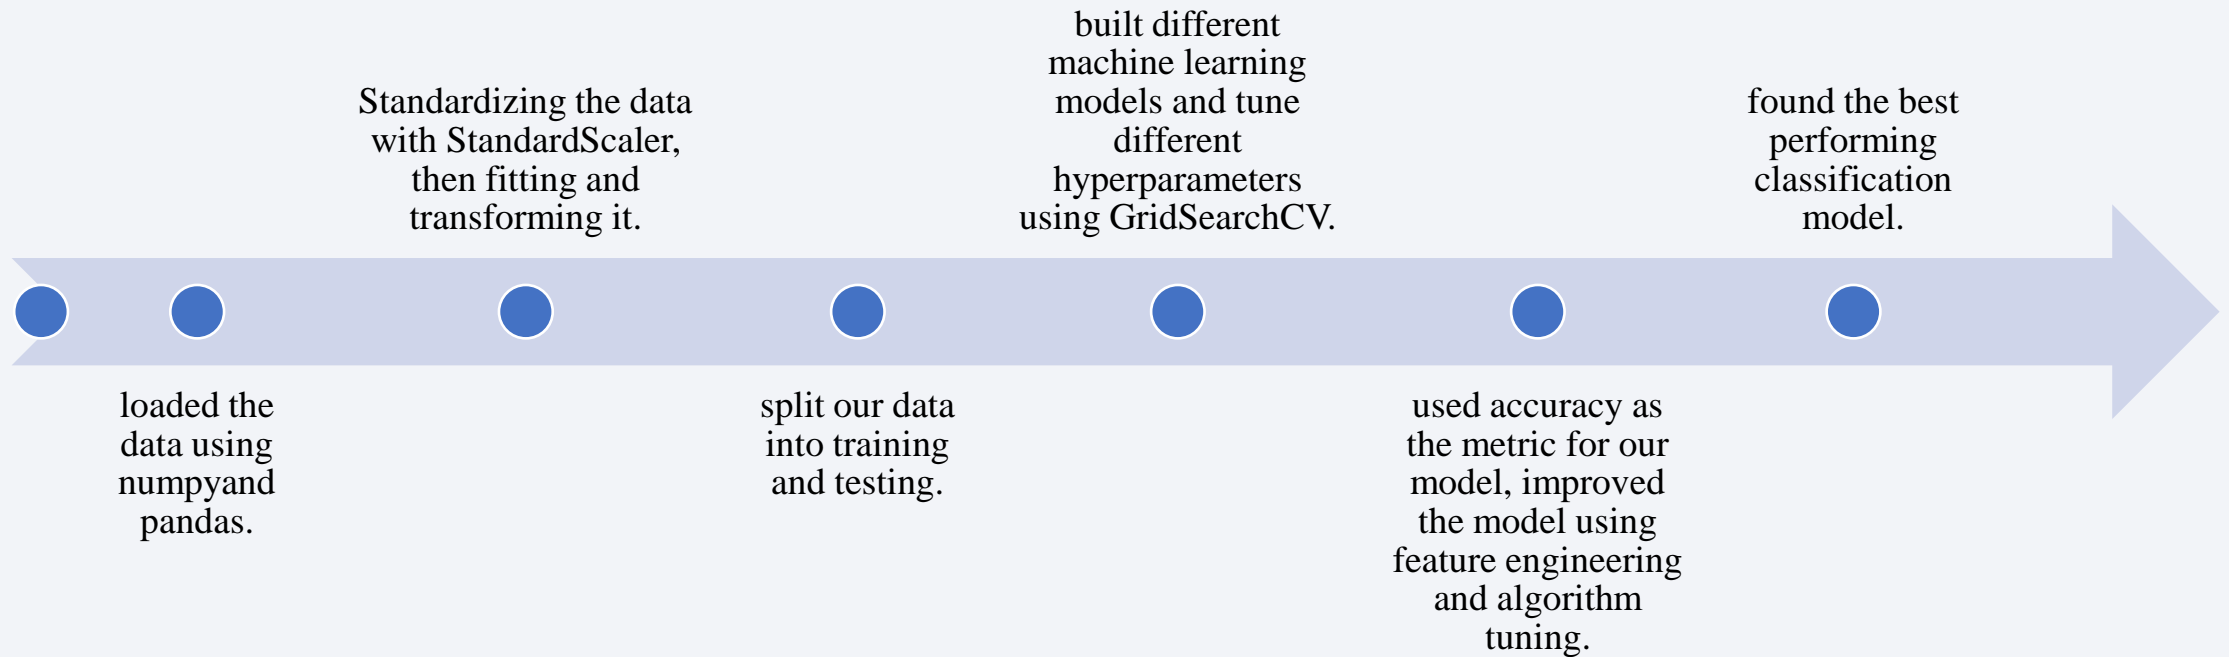 loaded the
data using
numpyand
pandas.
Standardizing the data
with StandardScaler,
then fitting and
transforming it.
split our data
into training
and testing.
built different
machine learning
models and tune
different
hyperparameters
using GridSearchCV.
used accuracy as
the metric for our
model, improved
the model using
feature engineering
and algorithm
tuning.
found the best
performing
classification
model.